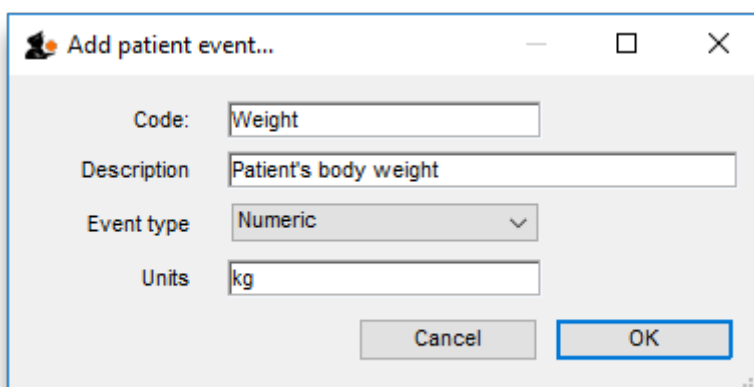 Add patient event...
Code: Weight
Description Patient's body weight
Event type Numeric
Units kg
Cancel OK